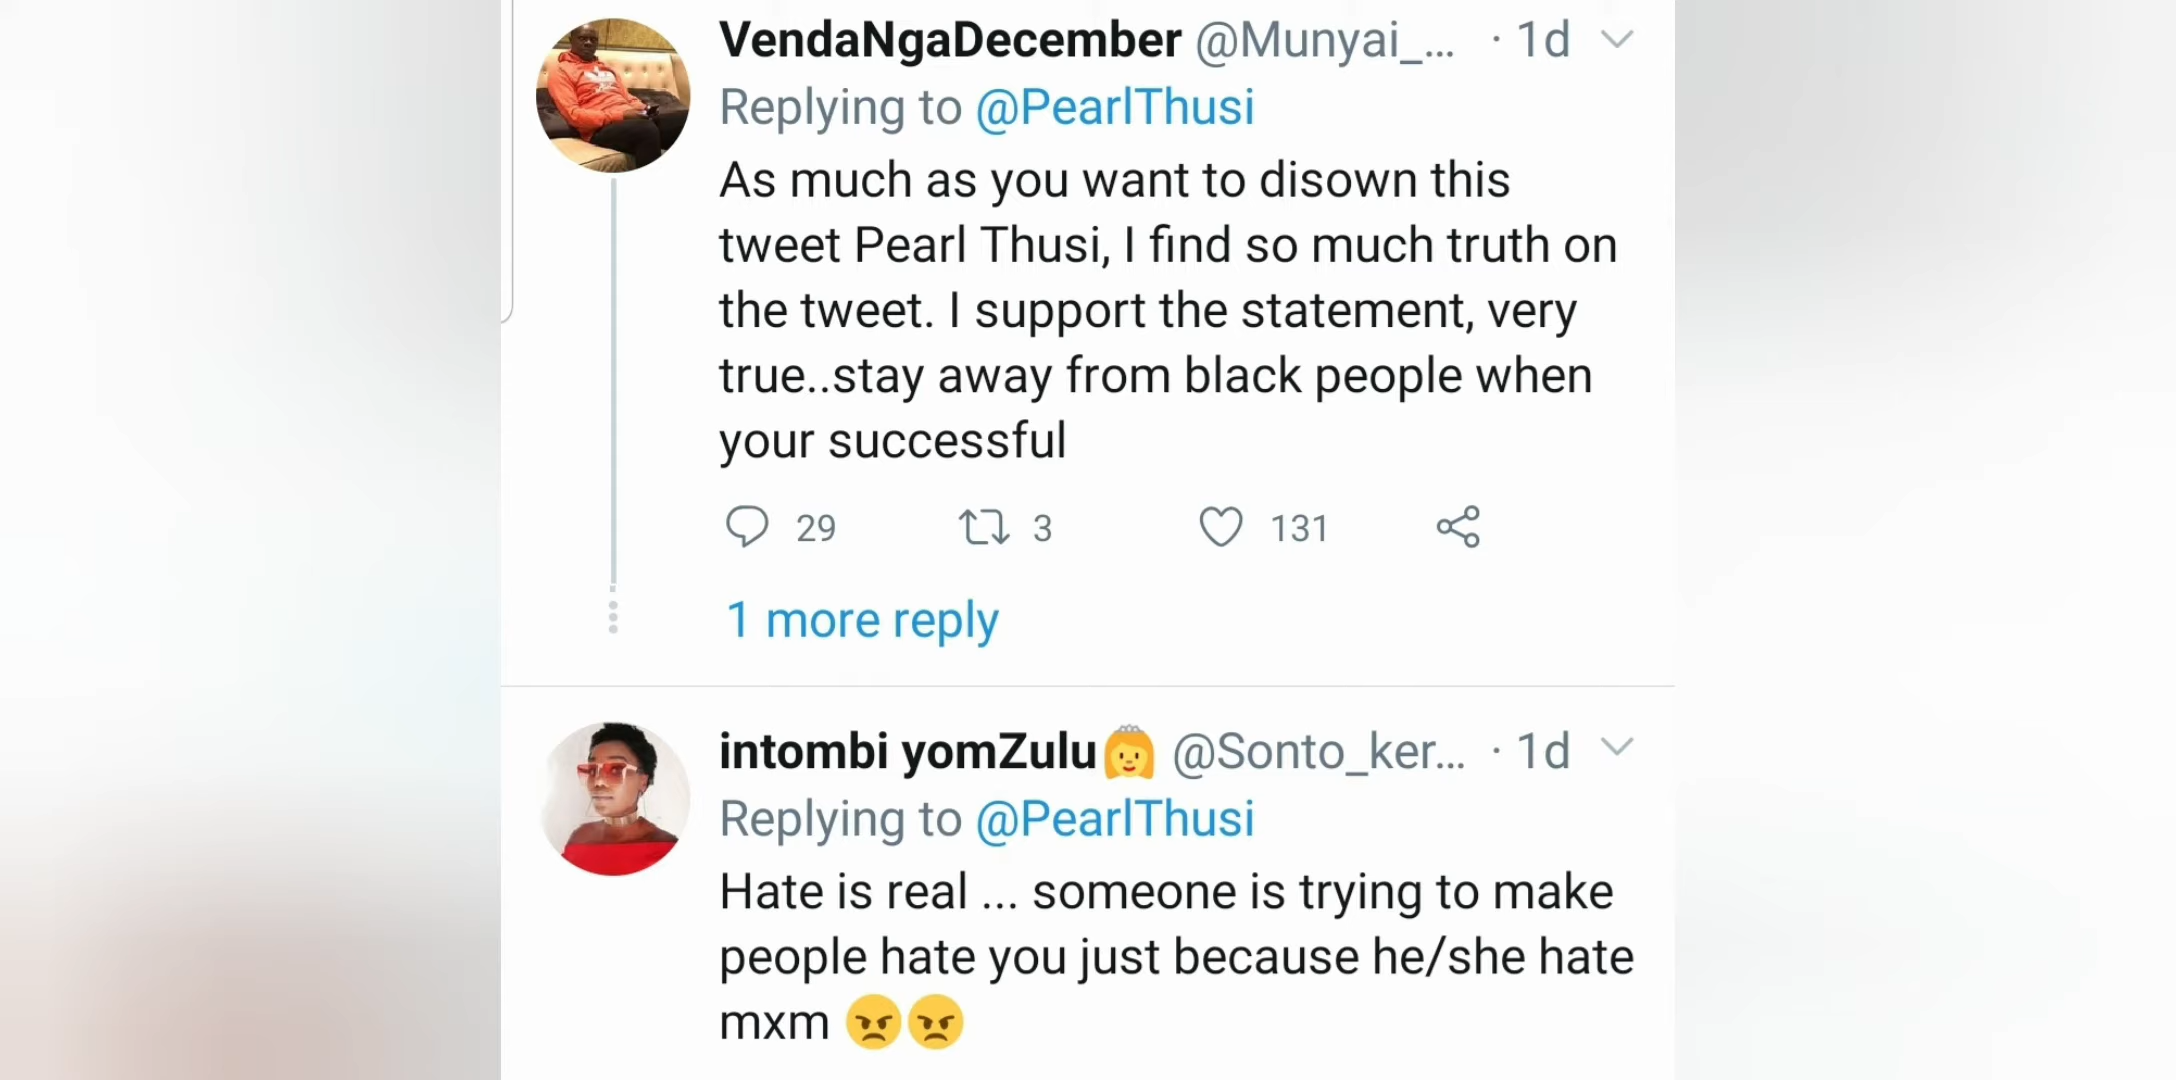 VendaNgaDecember @Munyai_... · 1d
Replying to @PearlThusi
As much as you want to disown this
tweet Pearl Thusi, I find so much truth on
the tweet. I support the statement, very
true..stay away from black people when
your successful
29 3 131
1 more reply
intombi yomZulu👸 @Sonto_ker... · 1d
Replying to @PearlThusi
Hate is real ... someone is trying to make
people hate you just because he/she hate
mxm 😠😠